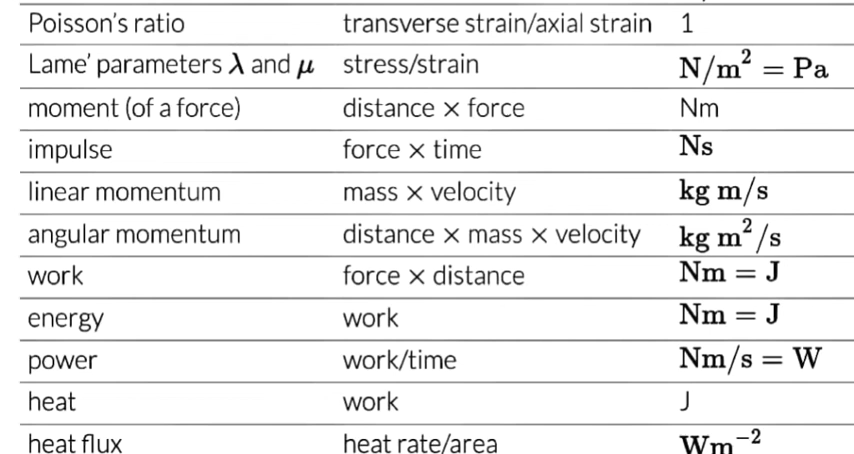 Poisson's ratio transverse strain/axial strain 1
Lame' parameters λ and μ stress/strain N/m² = Pa
moment (of a force) distance × force Nm
impulse force × time Ns
linear momentum mass × velocity kg m/s
angular momentum distance × mass × velocity kg m²/s
work force × distance Nm = J
energy work Nm = J
power work/time Nm/s = W
heat work J
heat flux heat rate/area Wm⁻²